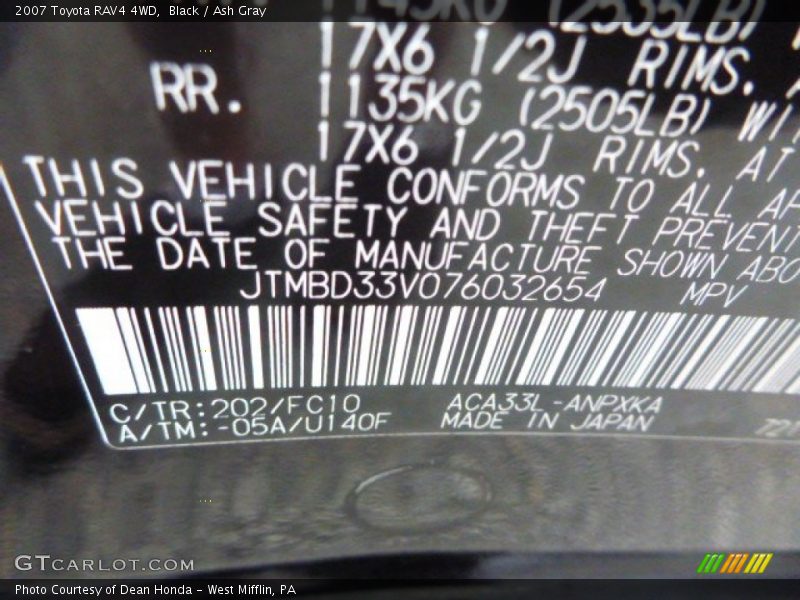 2007 Toyota RAV4 4WD, Black / Ash Gray
1145KG (2535LB)
17X6 1/2J RIMS.
RR. 1135KG (2505LB)
17X6 1/2J RIMS. AT
THIS VEHICLE CONFORMS TO ALL
VEHICLE SAFETY AND THEFT
THE DATE OF MANUFACTURE SHOWN
JTMBD33V076032654 MPV
C/TR:202/FC10 ACA33L-ANPXKA
A/TM:-05A/U140F MADE IN JAPAN
GTCARLOT.COM
Photo Courtesy of Dean Honda - West Mifflin, PA